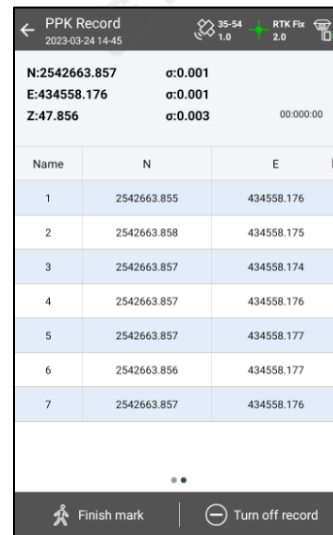 PPK Record
2023-03-24 14-45
35-54
1.0
RTK Fix
2.0
N:2542663.857 σ:0.001
E:434558.176 σ:0.001
Z:47.856 σ:0.003 00:000:00
Name N E
1 2542663.855 434558.176
2 2542663.858 434558.175
3 2542663.857 434558.174
4 2542663.857 434558.176
5 2542663.857 434558.177
6 2542663.856 434558.177
7 2542663.857 434558.176
Finish mark Turn off record